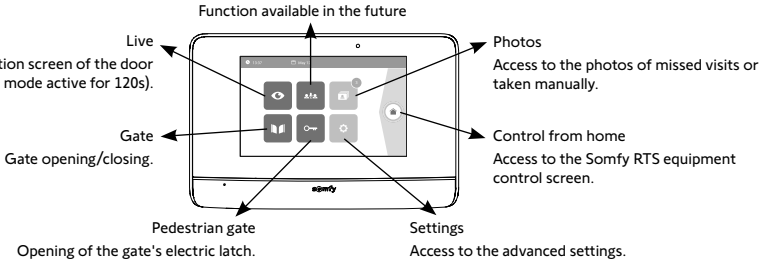 Function available in the future
Live
tion screen of the door
mode active for 120s).
Photos
Access to the photos of missed visits or
taken manually.
Gate
Gate opening/closing.
Control from home
Access to the Somfy RTS equipment
control screen.
somfy
Pedestrian gate
Opening of the gate's electric latch.
Settings
Access to the advanced settings.